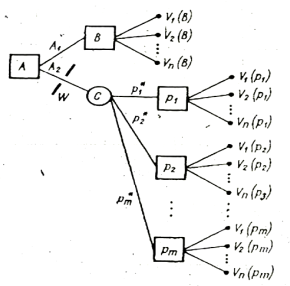 V₁(B)
A₁
B
V₂(B)
A
A₂
Vn(B)
W
C
p₁*
p₁
V₁(p₁)
V₂(p₁)
Vn(p₁)
p₂*
p₂
V₁(p₂)
V₂(p₂)
Vn(p₃)
pm*
pm
V₁(pm)
V₂(pm)
Vn(pm)